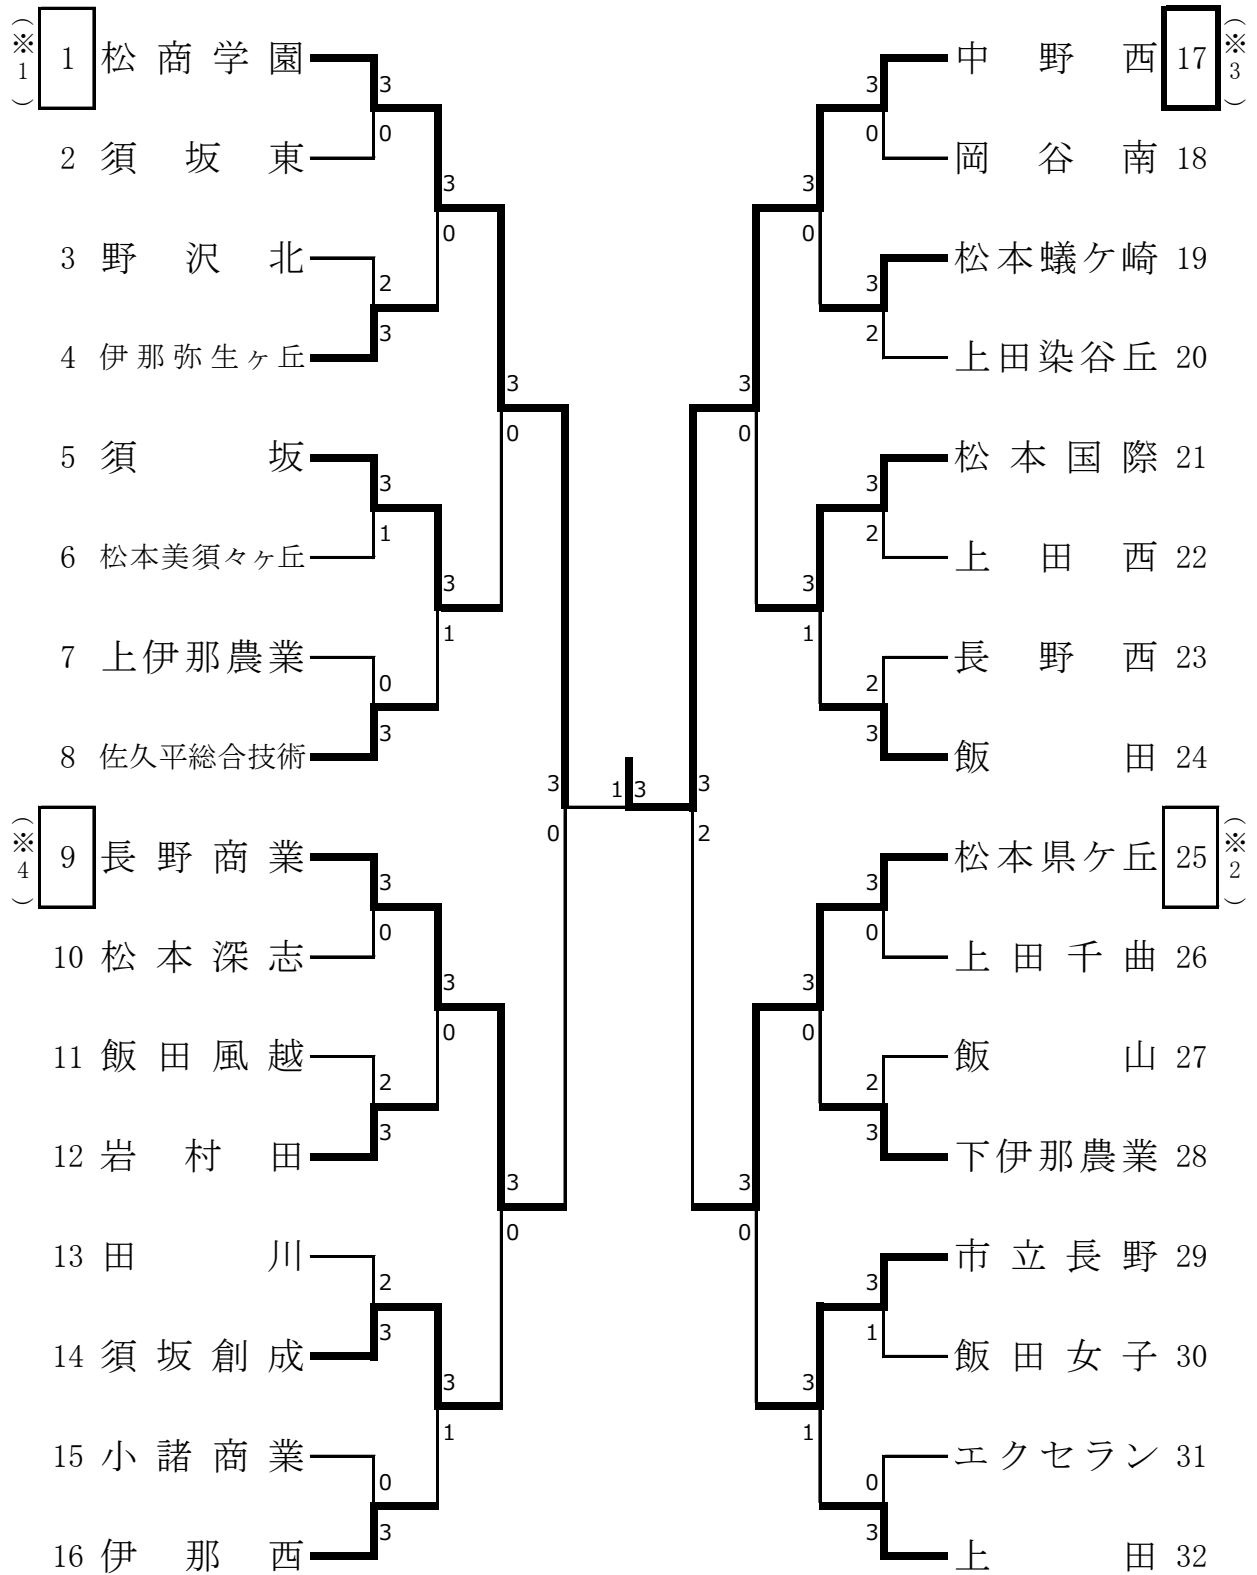 （※1） 1 松商学園
3
0
2 須坂東
3
0
3 野沢北
2
3
4 伊那弥生ヶ丘
3
0
5 須坂
3
1
6 松本美須々ヶ丘
3
1
7 上伊那農業
0
3
8 佐久平総合技術
3
0
（※4） 9 長野商業
3
0
10 松本深志
3
0
11 飯田風越
2
3
12 岩村田
3
0
13 田川
2
3
14 須坂創成
3
1
15 小諸商業
0
3
16 伊那西
1 3
中野西 17 （※3）
3
0
岡谷南 18
3
0
松本蟻ケ崎 19
3
2
上田染谷丘 20
3
0
松本国際 21
3
2
上田西 22
3
1
長野西 23
2
3
飯田 24
3
2
松本県ケ丘 25 （※2）
3
0
上田千曲 26
3
0
飯山 27
2
3
下伊那農業 28
3
0
市立長野 29
3
1
飯田女子 30
3
1
エクセラン 31
0
3
上田 32